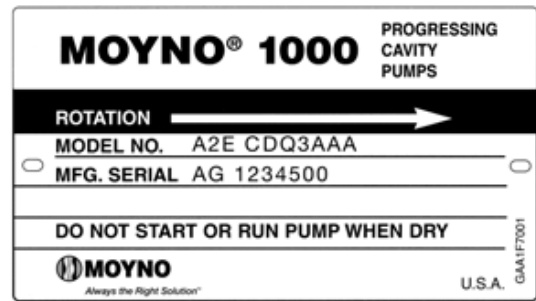 MOYNO® 1000
PROGRESSING
CAVITY
PUMPS
ROTATION
MODEL NO. A2E CDQ3AAA
MFG. SERIAL AG 1234500
DO NOT START OR RUN PUMP WHEN DRY
MOYNO
Always the Right Solution™
U.S.A.
GAA1F7001